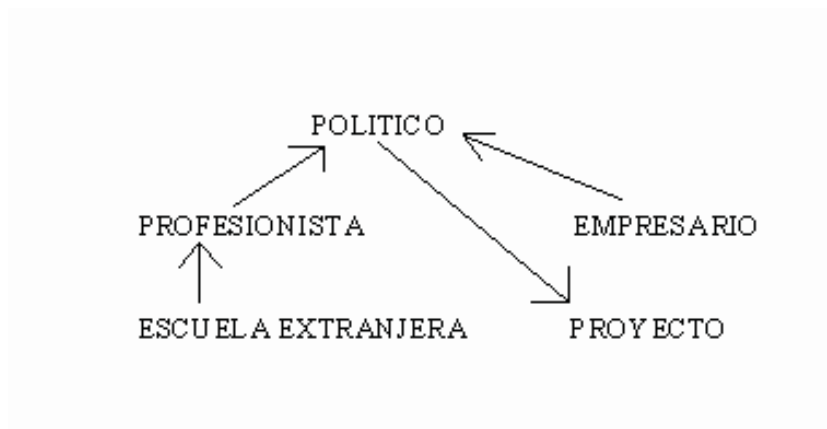 POLITICO
PROFESIONISTA
EMPRESARIO
ESCUELA EXTRANJERA
PROYECTO